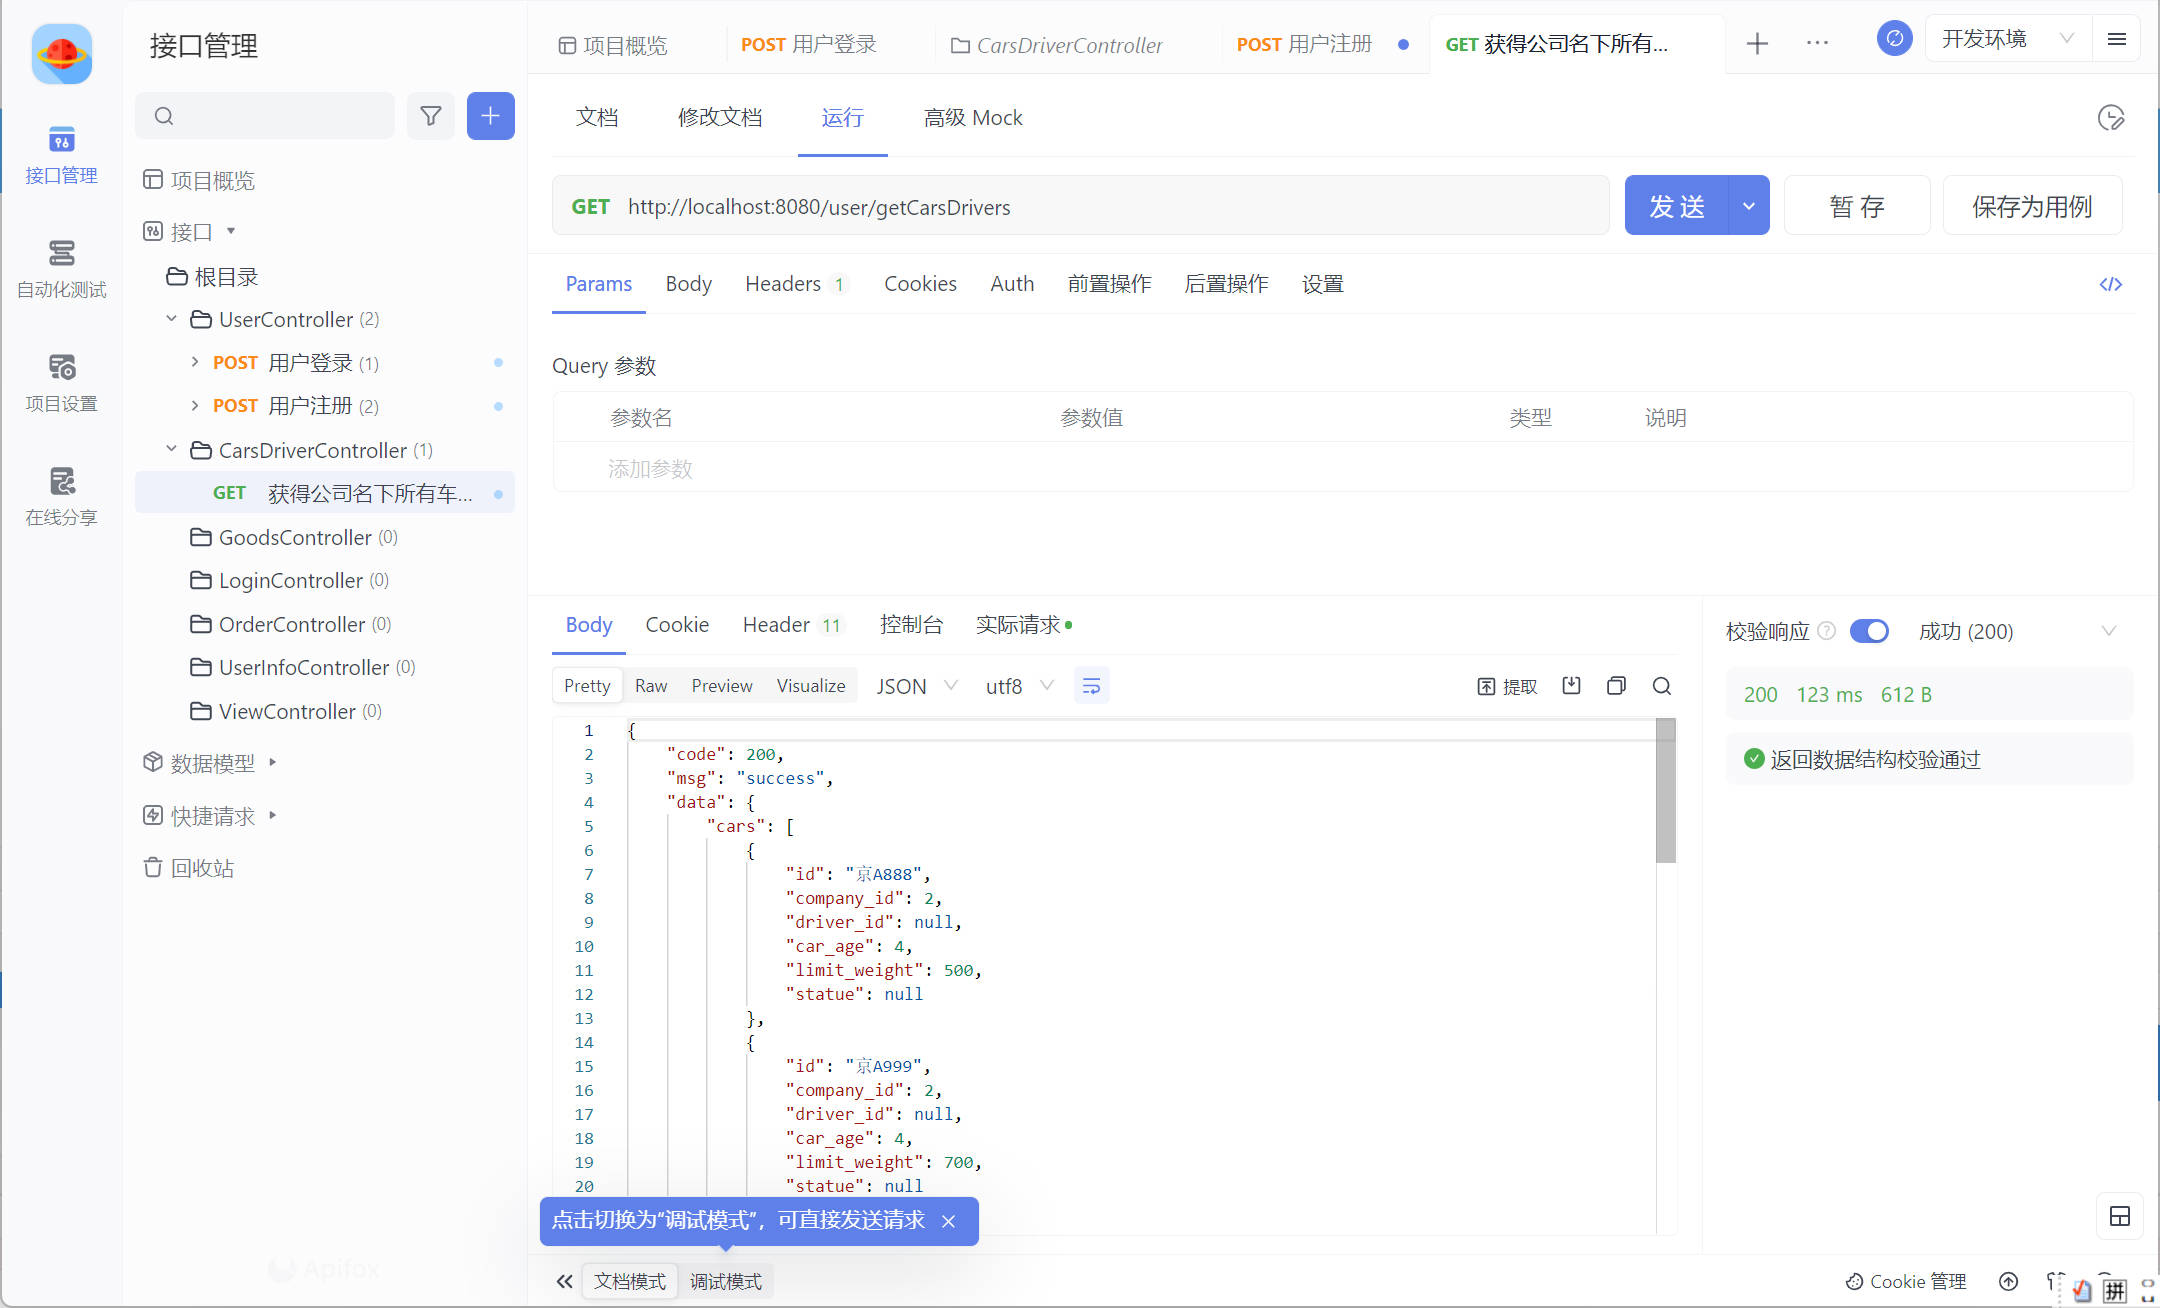 接口管理
项目概览
POST 用户登录
CarsDriverController
POST 用户注册
GET 获得公司名下所有...
开发环境
接口管理
自动化测试
项目设置
在线分享
项目概览
接口
根目录
UserController (2)
POST 用户登录 (1)
POST 用户注册 (2)
CarsDriverController (1)
GET 获得公司名下所有车...
GoodsController (0)
LoginController (0)
OrderController (0)
UserInfoController (0)
ViewController (0)
数据模型
快捷请求
回收站
Apifox
文档 修改文档 运行 高级 Mock
GET http://localhost:8080/user/getCarsDrivers
发 送
暂 存
保存为用例
Params Body Headers 1 Cookies Auth 前置操作 后置操作 设置
Query 参数
参数名 参数值 类型 说明
添加参数
Body Cookie Header 11 控制台 实际请求
Pretty Raw Preview Visualize JSON utf8
提取
1 {
2 "code": 200,
3 "msg": "success",
4 "data": {
5 "cars": [
6 {
7 "id": "京A888",
8 "company_id": 2,
9 "driver_id": null,
10 "car_age": 4,
11 "limit_weight": 500,
12 "statue": null
13 },
14 {
15 "id": "京A999",
16 "company_id": 2,
17 "driver_id": null,
18 "car_age": 4,
19 "limit_weight": 700,
20 "statue": null
校验响应 成功 (200)
200 123 ms 612 B
返回数据结构校验通过
点击切换为“调试模式”，可直接发送请求
文档模式 调试模式
Cookie 管理
拼